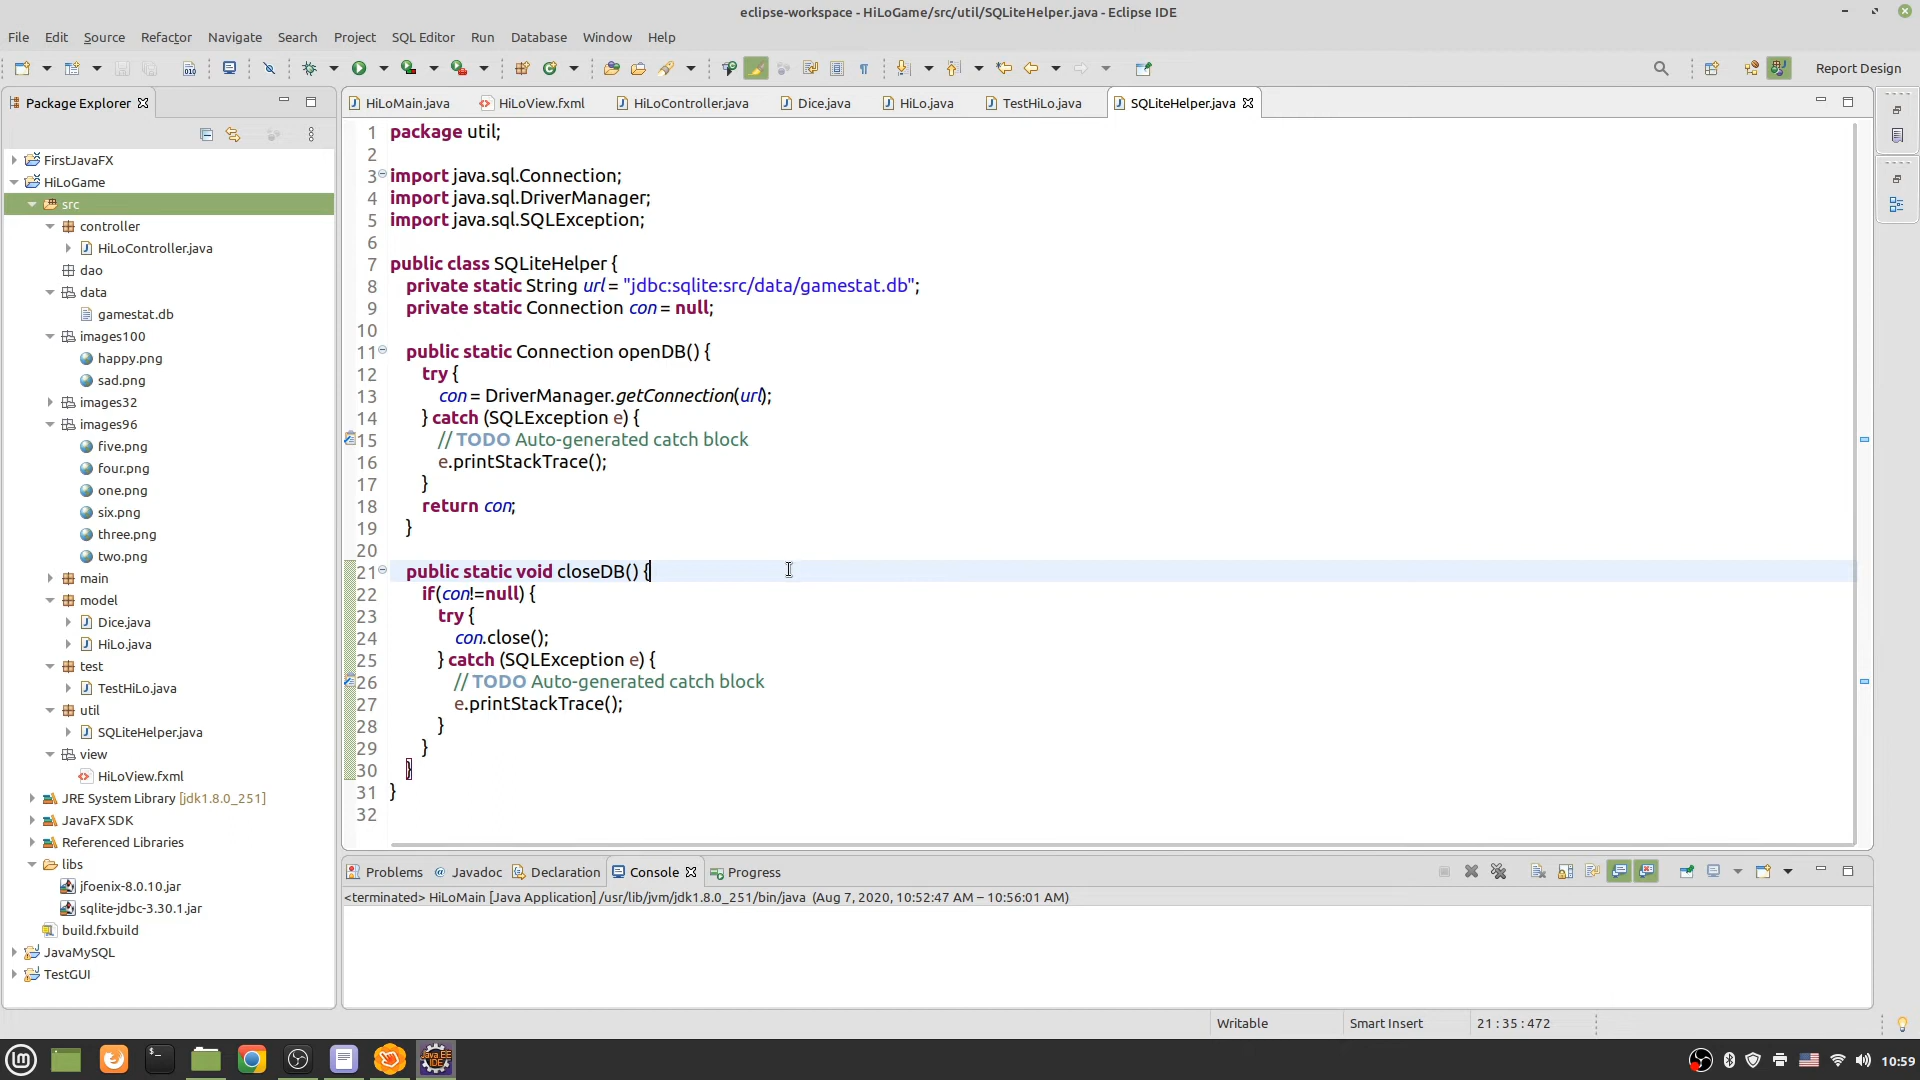 eclipse-workspace - HiLoGame/src/util/SQLiteHelper.java - Eclipse IDE
File Edit Source Refactor Navigate Search Project SQL Editor Run Database Window Help
Report Design
Package Explorer
HiLoMain.java HiLoView.fxml HiLoController.java Dice.java HiLo.java TestHiLo.java SQLiteHelper.java
FirstJavaFX
HiLoGame
src
controller
HiLoController.java
dao
data
gamestat.db
images100
happy.png
sad.png
images32
images96
five.png
four.png
one.png
six.png
three.png
two.png
main
model
Dice.java
HiLo.java
test
TestHiLo.java
util
SQLiteHelper.java
view
HiLoView.fxml
JRE System Library [jdk1.8.0_251]
JavaFX SDK
Referenced Libraries
libs
jfoenix-8.0.10.jar
sqlite-jdbc-3.30.1.jar
build.fxbuild
JavaMySQL
TestGUI
1 package util;
2
3 import java.sql.Connection;
4 import java.sql.DriverManager;
5 import java.sql.SQLException;
6
7 public class SQLiteHelper {
8 private static String url = "jdbc:sqlite:src/data/gamestat.db";
9 private static Connection con = null;
10
11 public static Connection openDB() {
12 try {
13 con = DriverManager.getConnection(url);
14 } catch (SQLException e) {
15 // TODO Auto-generated catch block
16 e.printStackTrace();
17 }
18 return con;
19 }
20
21 public static void closeDB() {
22 if(con!=null) {
23 try {
24 con.close();
25 } catch (SQLException e) {
26 // TODO Auto-generated catch block
27 e.printStackTrace();
28 }
29 }
30 }
31 }
32
Problems @ Javadoc Declaration Console Progress
<terminated> HiLoMain [Java Application] /usr/lib/jvm/jdk1.8.0_251/bin/java (Aug 7, 2020, 10:52:47 AM – 10:56:01 AM)
Writable Smart Insert 21 : 35 : 472
Java EE
IDE
10:59